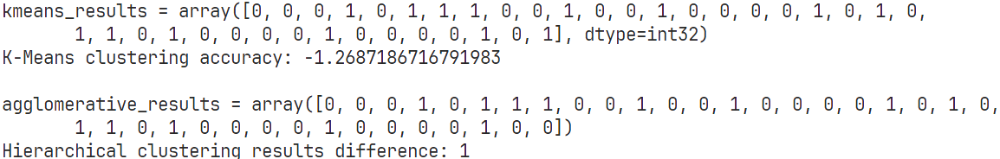 kmeans_results = array([0, 0, 0, 1, 0, 1, 1, 1, 0, 0, 1, 0, 0, 1, 0, 0, 0, 0, 1, 0, 1, 0,
       1, 1, 0, 1, 0, 0, 0, 0, 1, 0, 0, 0, 0, 1, 0, 1], dtype=int32)
K-Means clustering accuracy: -1.2687186716791983

agglomerative_results = array([0, 0, 0, 1, 0, 1, 1, 1, 0, 0, 1, 0, 0, 1, 0, 0, 0, 0, 1, 0, 1, 0,
       1, 1, 0, 1, 0, 0, 0, 0, 1, 0, 0, 0, 0, 1, 0, 0])
Hierarchical clustering results difference: 1